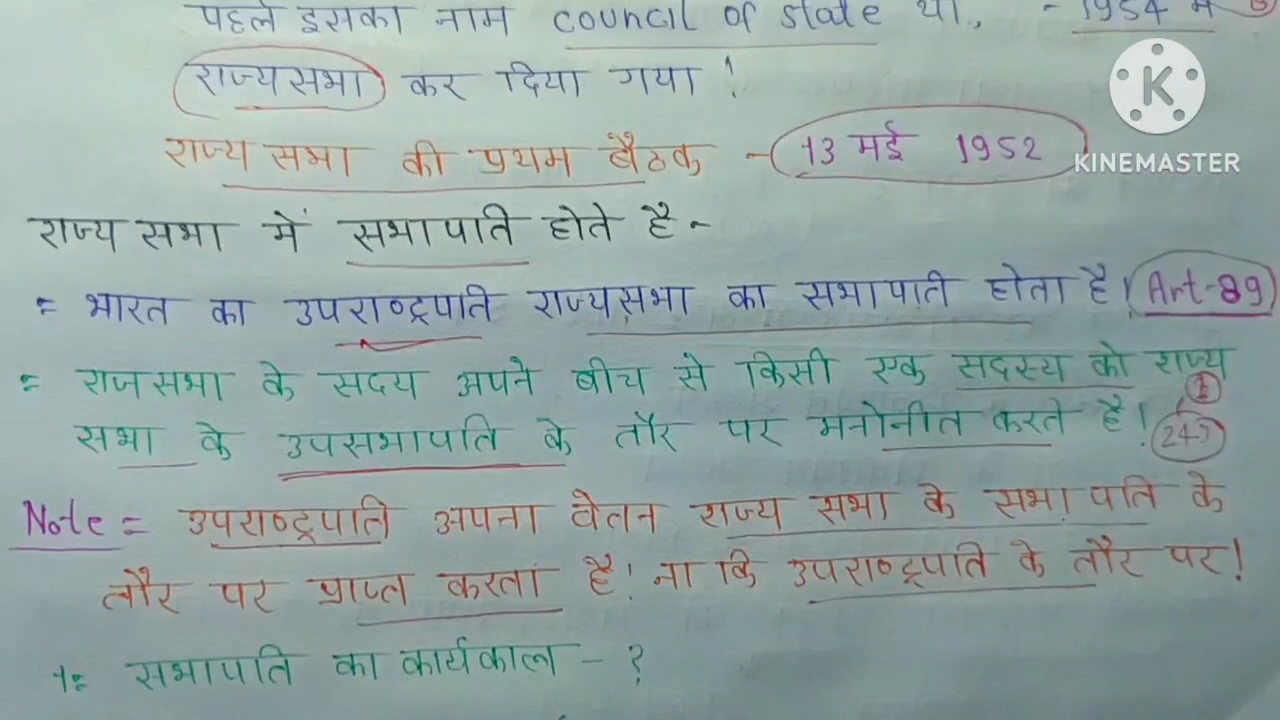 पहले इसका नाम council of state था., - 1954 में
राज्यसभा कर दिया गया !
राज्य सभा की प्रथम बैठक - 13 मई 1952
K
KINEMASTER
राज्य सभा में सभापति होते है -
= भारत का उपराष्ट्रपति राज्यसभा का सभापति होता है। Art-89
= राजसभा के सदय अपने बीच से किसी एक सदस्य को राज्य
सभा के उपसभापति के तौर पर मनोनीत करते है !
Note = उपराष्ट्रपति अपना वेतन राज्य सभा के सभापति के
तौर पर प्राप्त करता है ! ना कि उपराष्ट्रपति के तौर पर !
सभापति का कार्यकाल - ?